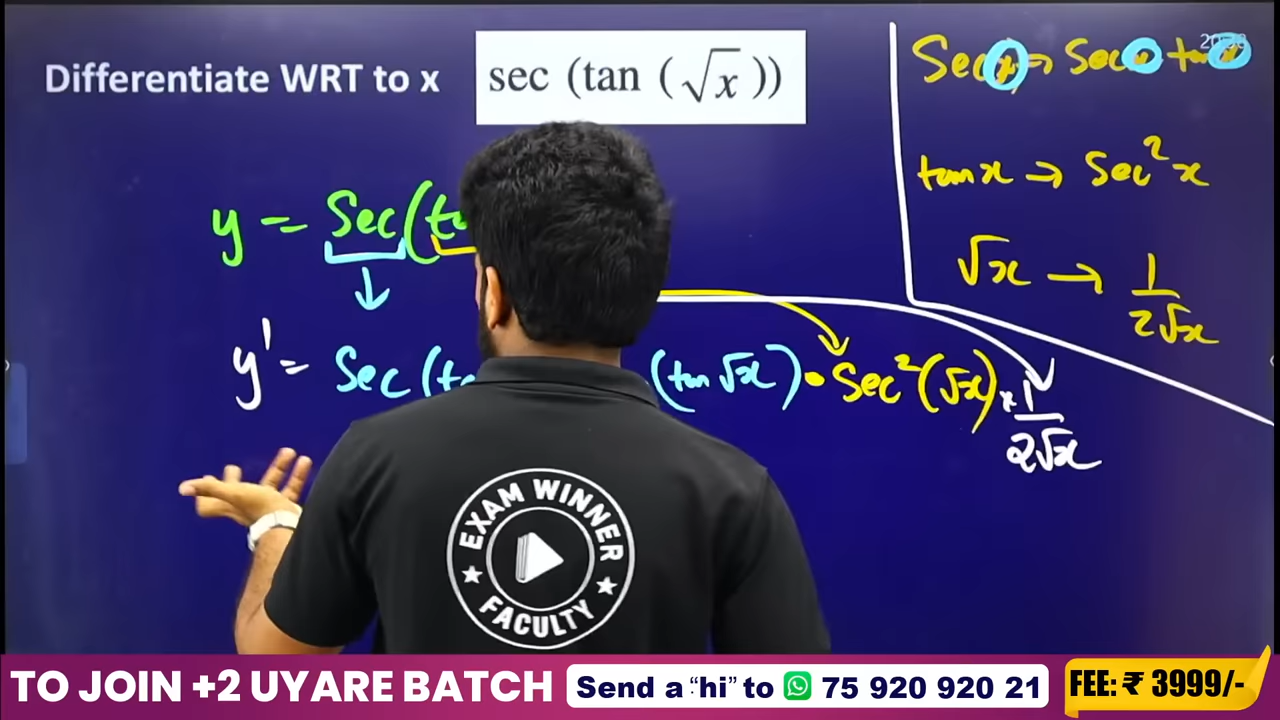 Differentiate WRT to x sec (tan (√x))
Sec(x) → Sec x tan x
tan x → Sec² x
√x → 1/2√x
y = Sec(
y' = Sec ( (tan √x) • Sec² (√x) × 1/2√x
EXAM WINNER
FACULTY
TO JOIN +2 UYARE BATCH
Send a “hi” to 75 920 920 21
FEE: ₹ 3999/-